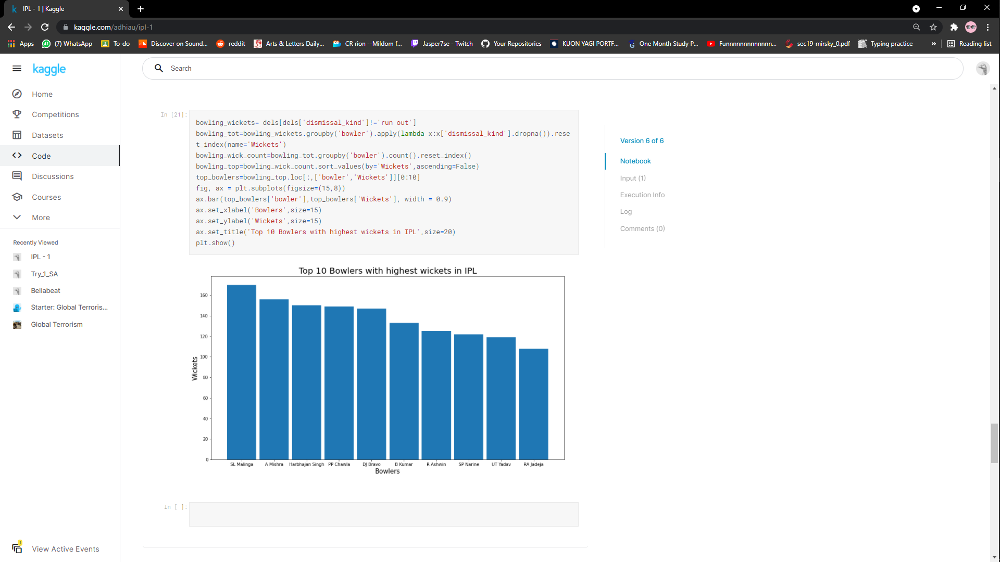 IPL - 1 | Kaggle
kaggle.com/adhiau/ipl-1
Apps (7) WhatsApp To-do Discover on Sound... reddit Arts & Letters Daily... CR rion --Mildom f... Jasper7se - Twitch Your Repositories KUON YAGI PORTF... One Month Study P... Funnnnnnnnnnnnn... sec19-mirsky_0.pdf Typing practice » Reading list
kaggle
Search
Home
Competitions
Datasets
Code
Discussions
Courses
More
Recently Viewed
IPL - 1
Try_1_SA
Bellabeat
Starter: Global Terroris...
Global Terrorism
1
View Active Events
In [21]:
bowling_wickets= dels[dels['dismissal_kind']!='run out']
bowling_tot=bowling_wickets.groupby('bowler').apply(lambda x:x['dismissal_kind'].dropna()).rese
t_index(name='Wickets')
bowling_wick_count=bowling_tot.groupby('bowler').count().reset_index()
bowling_top=bowling_wick_count.sort_values(by='Wickets',ascending=False)
top_bowlers=bowling_top.loc[:,['bowler','Wickets']][0:10]
fig, ax = plt.subplots(figsize=(15,8))
ax.bar(top_bowlers['bowler'],top_bowlers['Wickets'], width = 0.9)
ax.set_xlabel('Bowlers',size=15)
ax.set_ylabel('Wickets',size=15)
ax.set_title('Top 10 Bowlers with highest wickets in IPL',size=20)
plt.show()
Top 10 Bowlers with highest wickets in IPL
160
140
120
100
80
60
40
20
0
Wickets
SL Malinga A Mishra Harbhajan Singh PP Chawla DJ Bravo B Kumar R Ashwin SP Narine UT Yadav RA Jadeja
Bowlers
In [ ]:
Version 6 of 6
Notebook
Input (1)
Execution Info
Log
Comments (0)